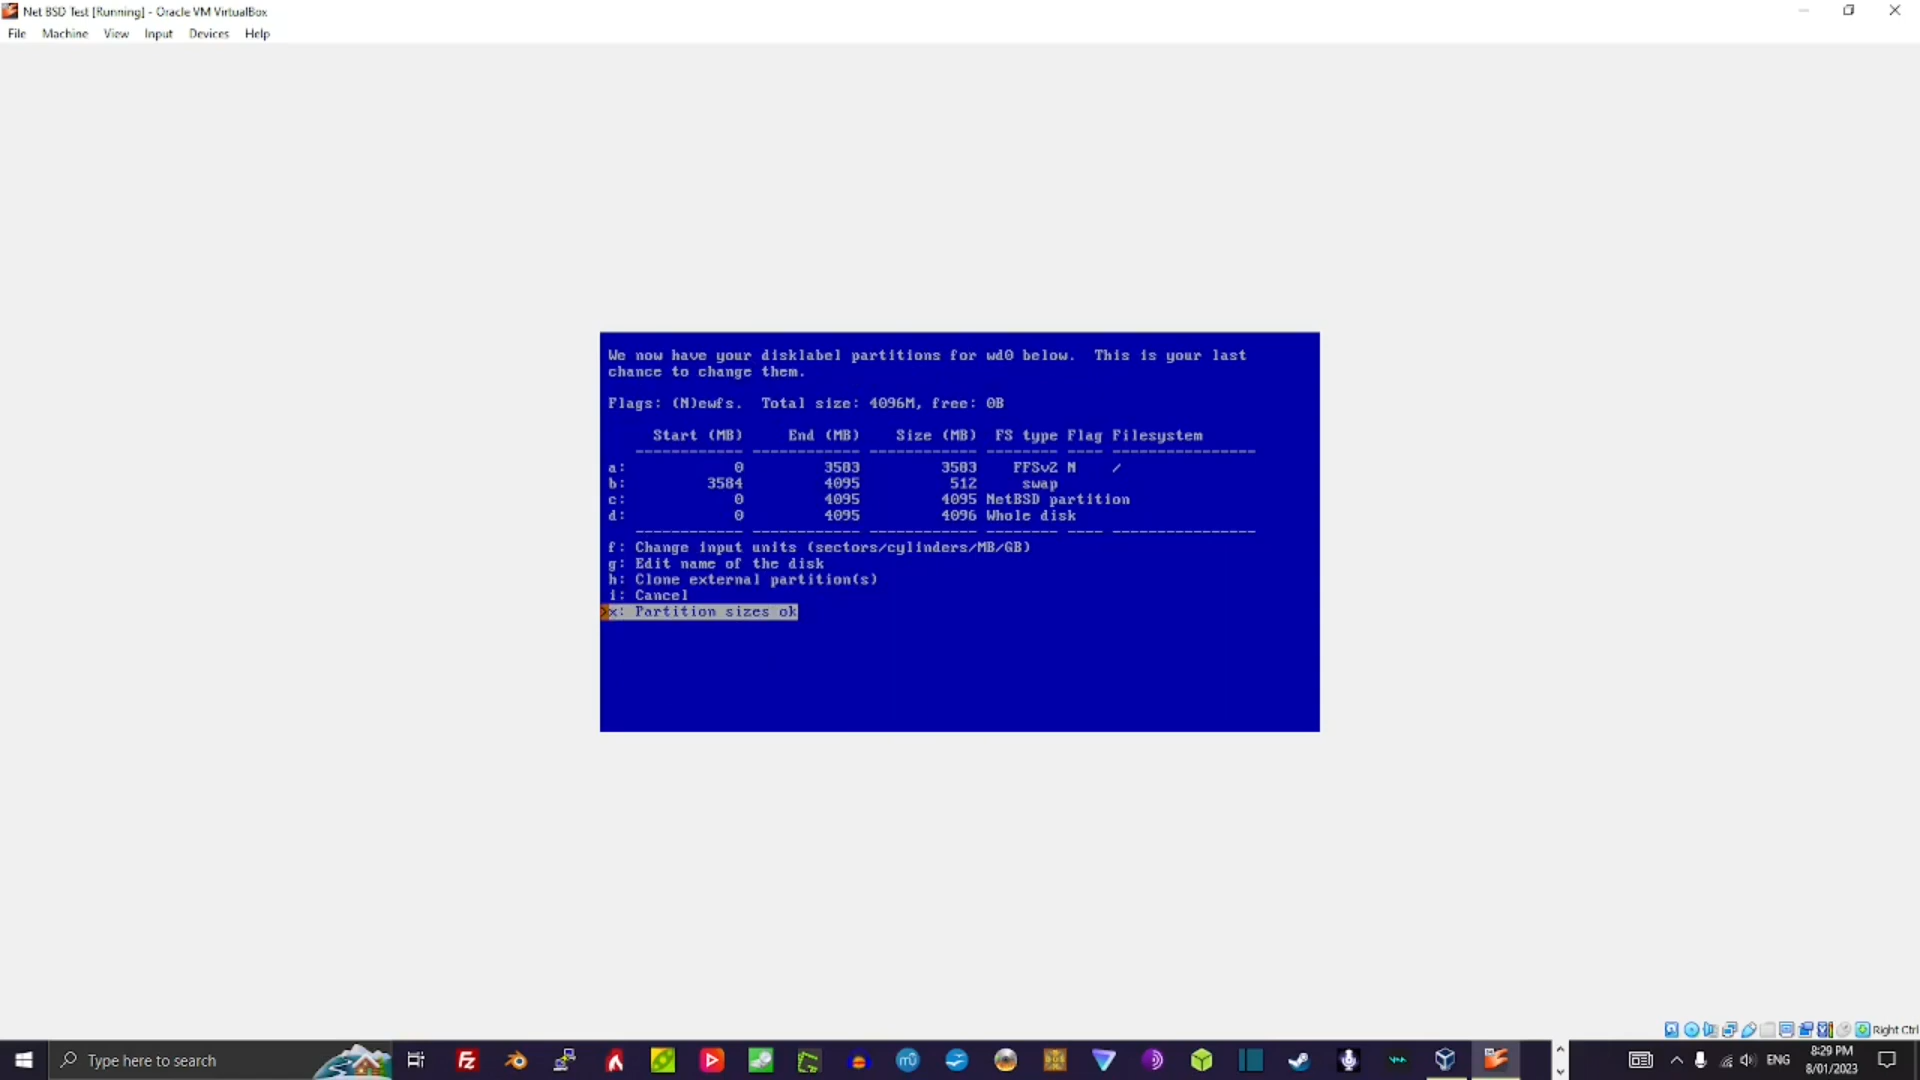 Net BSD Test [Running] - Oracle VM VirtualBox
File Machine View Input Devices Help
We now have your disklabel partitions for wd0 below. This is your last
chance to change them.
Flags: (N)ewfs. Total size: 4096M, free: 0B
Start (MB) End (MB) Size (MB) FS type Flag Filesystem
------------ ------------ ------------ -------- ---- ----------------
a: 0 3583 3583 FFSv2 N /
b: 3584 4095 512 swap
c: 0 4095 4095 NetBSD partition
d: 0 4095 4096 Whole disk
------------ ------------ ------------ -------- ---- ----------------
f: Change input units (sectors/cylinders/MB/GB)
g: Edit name of the disk
h: Clone external partition(s)
i: Cancel
>x: Partition sizes ok
Right Ctrl
Type here to search
ENG
8:29 PM
8/01/2023